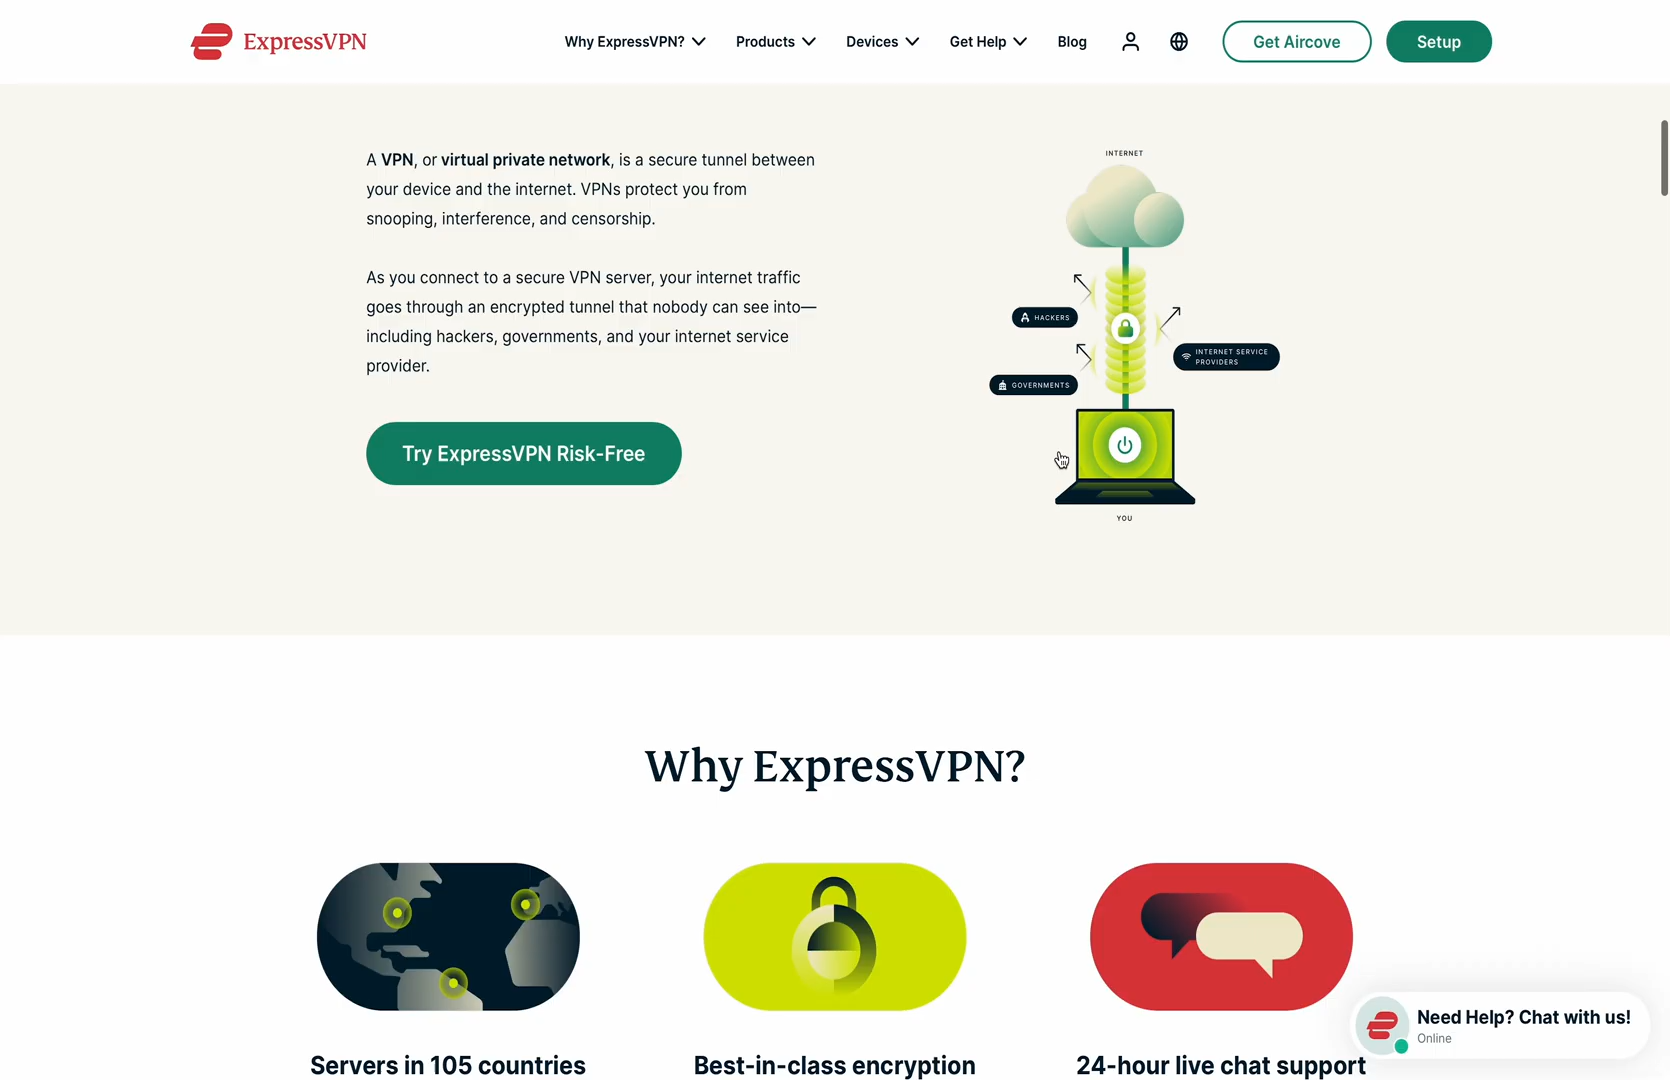 ExpressVPN
Why ExpressVPN?
Products
Devices
Get Help
Blog
Get Aircove
Setup
A VPN, or virtual private network, is a secure tunnel between
your device and the internet. VPNs protect you from
snooping, interference, and censorship.
As you connect to a secure VPN server, your internet traffic
goes through an encrypted tunnel that nobody can see into—
including hackers, governments, and your internet service
provider.
Try ExpressVPN Risk-Free
INTERNET
HACKERS
INTERNET SERVICE
PROVIDERS
GOVERNMENTS
YOU
Why ExpressVPN?
Servers in 105 countries
Best-in-class encryption
24-hour live chat support
Need Help? Chat with us!
Online